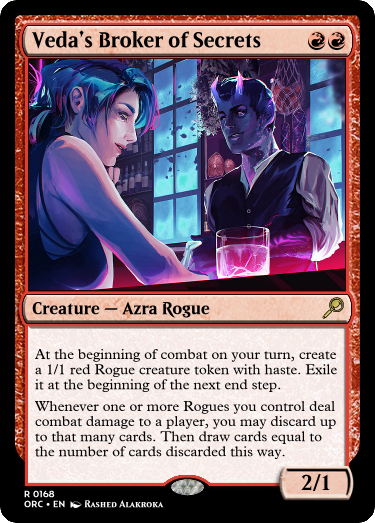 Veda's Broker of Secrets
Creature — Azra Rogue
At the beginning of combat on your turn, create
a 1/1 red Rogue creature token with haste. Exile
it at the beginning of the next end step.
Whenever one or more Rogues you control deal
combat damage to a player, you may discard up
to that many cards. Then draw cards equal to
the number of cards discarded this way.
2/1
R 0168
ORC • EN Rashed Alakroka